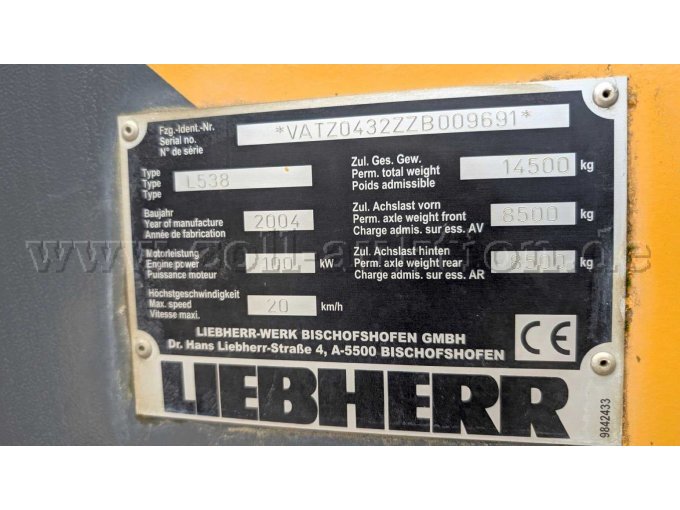 Fzg.-Ident.-Nr.
Serial no.
N° de série
*VATZ0432ZZB009691*
Type
Type
Type
L538
Zul. Ges. Gew.
Perm. total weight
Poids admissible
14500 kg
Baujahr
Year of manufacture
Année de fabrication
2004
Zul. Achslast vorn
Perm. axle weight front
Charge admis. sur ess. AV
8500 kg
Motorleistung
Engine power
Puissance moteur
100 kW
Zul. Achslast hinten
Perm. axle weight rear
Charge admis. sur ess. AR
kg
Höchstgeschwindigkeit
Max. speed
Vitesse maxi.
20 km/h
LIEBHERR-WERK BISCHOFSHOFEN GMBH
Dr. Hans Liebherr-Straße 4, A-5500 BISCHOFSHOFEN
CE
LIEBHERR
9842433
www.zoll-auktion.de